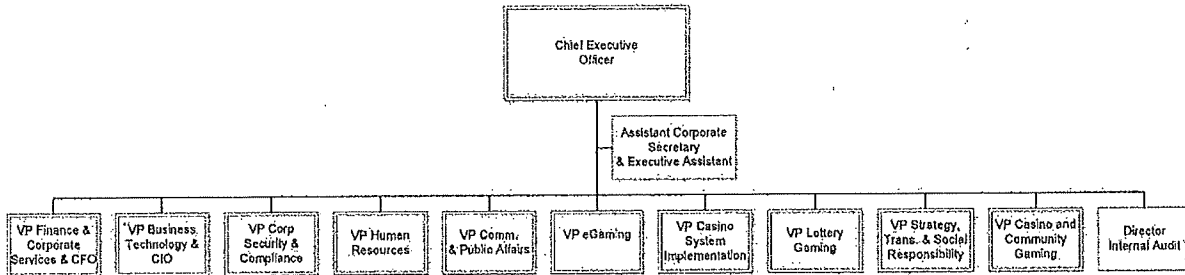 Chief Executive
Officer
Assistant Corporate
Secretary
& Executive Assistant
VP Finance &
Corporate
Services & CFO
VP Business
Technology &
CIO
VP Corp
Security &
Compliance
VP Human
Resources
VP Comm.
& Public Affairs
VP eGaming
VP Casino
System
Implementation
VP Lottery
Gaming
VP Strategy,
Trans. & Social
Responsibility
VP Casino and
Community
Gaming
Director
Internal Audit